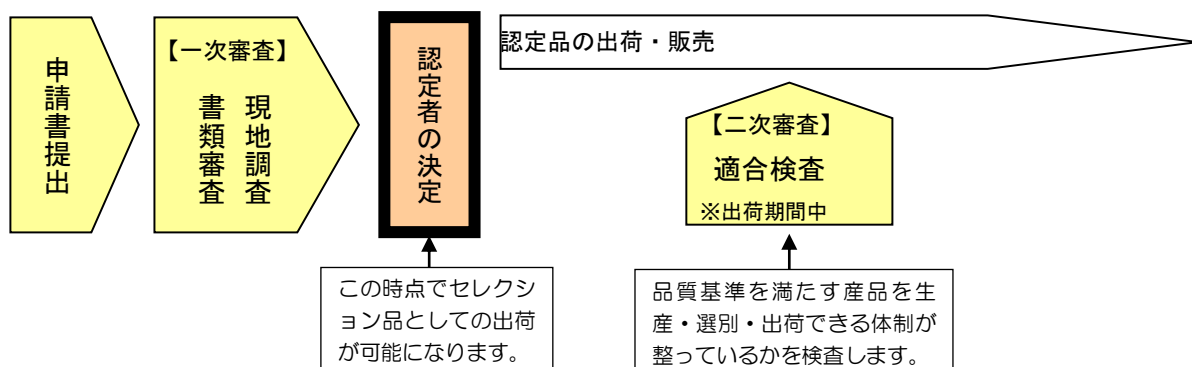 申請書提出
【一次審査】
現地調査
書類審査
認定者の決定
認定品の出荷・販売
【二次審査】
適合検査
※出荷期間中
この時点でセレクシ
ョン品としての出荷
が可能になります。
品質基準を満たす産品を生
産・選別・出荷できる体制が
整っているかを検査します。